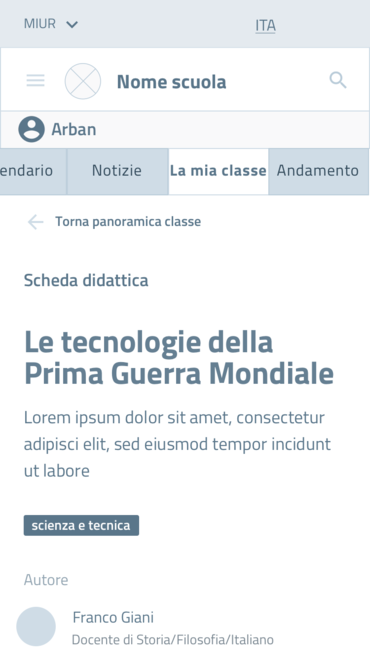 MIUR
ITA
Nome scuola
Arban
endario
Notizie
La mia classe
Andamento
Torna panoramica classe
Scheda didattica
Le tecnologie della
Prima Guerra Mondiale
Lorem ipsum dolor sit amet, consectetur
adipisci elit, sed eiusmod tempor incidunt
ut labore
scienza e tecnica
Autore
Franco Giani
Docente di Storia/Filosofia/Italiano